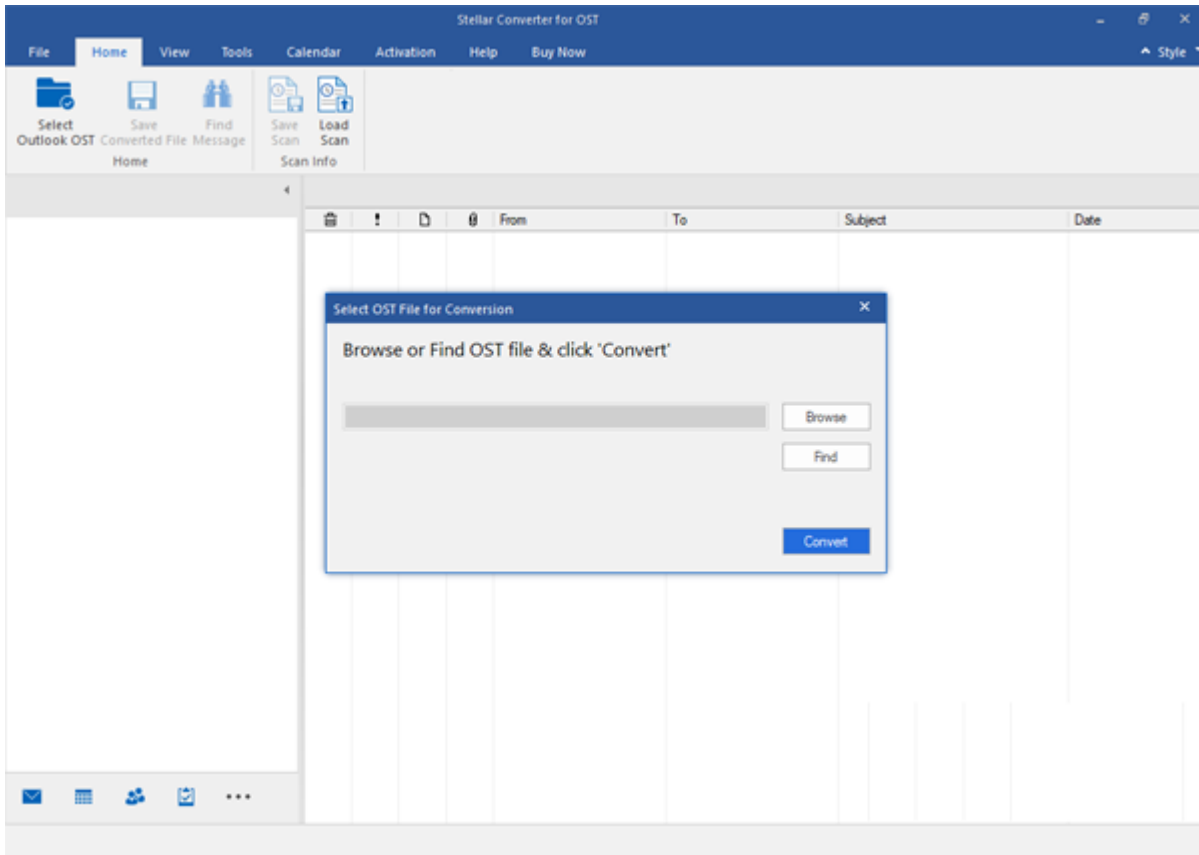 Stellar Converter for OST
File Home View Tools Calendar Activation Help Buy Now Style
Select Outlook OST
Save Converted File
Find Message
Save Scan
Load Scan
Home
Scan Info
From To Subject Date
Select OST File for Conversion
Browse or Find OST file & click 'Convert'
Browse
Find
Convert